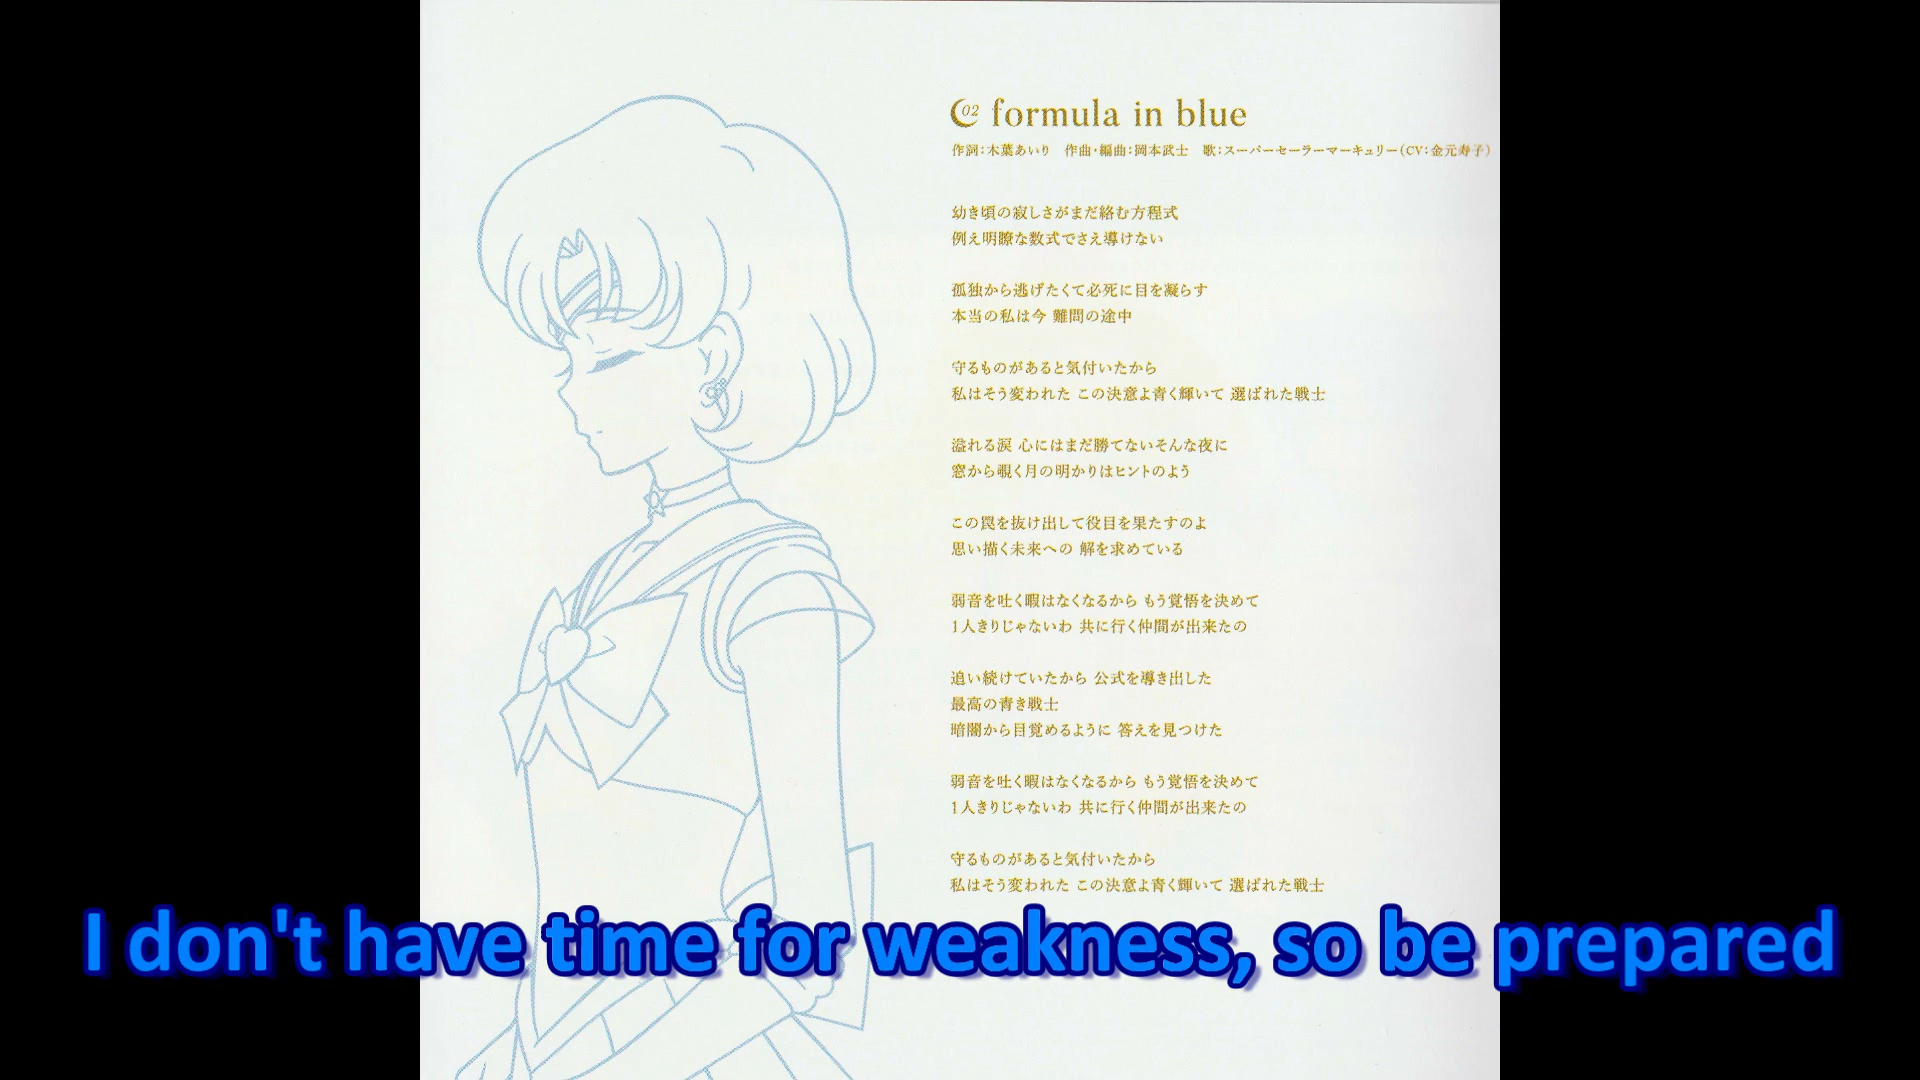 02 formula in blue
作詞：木葉あいり　作曲・編曲：岡本武士　歌：スーパーセーラーマーキュリー（CV：金元寿子）
幼き頃の寂しさがまだ絡む方程式
例え明瞭な数式でさえ導けない
孤独から逃げたくて必死に目を凝らす
本当の私は今 難問の途中
守るものがあると気付いたから
私はそう変われた この決意よ青く輝いて 選ばれた戦士
溢れる涙 心にはまだ勝てないそんな夜に
窓から覗く月の明かりはヒントのよう
この罠を抜け出して役目を果たすのよ
思い描く未来への 解を求めている
弱音を吐く暇はなくなるから もう覚悟を決めて
1人きりじゃないわ 共に行く仲間が出来たの
追い続けていたから 公式を導き出した
最高の青き戦士
暗闇から目覚めるように 答えを見つけた
弱音を吐く暇はなくなるから もう覚悟を決めて
1人きりじゃないわ 共に行く仲間が出来たの
守るものがあると気付いたから
私はそう変われた この決意よ青く輝いて 選ばれた戦士
I don't have time for weakness, so be prepared